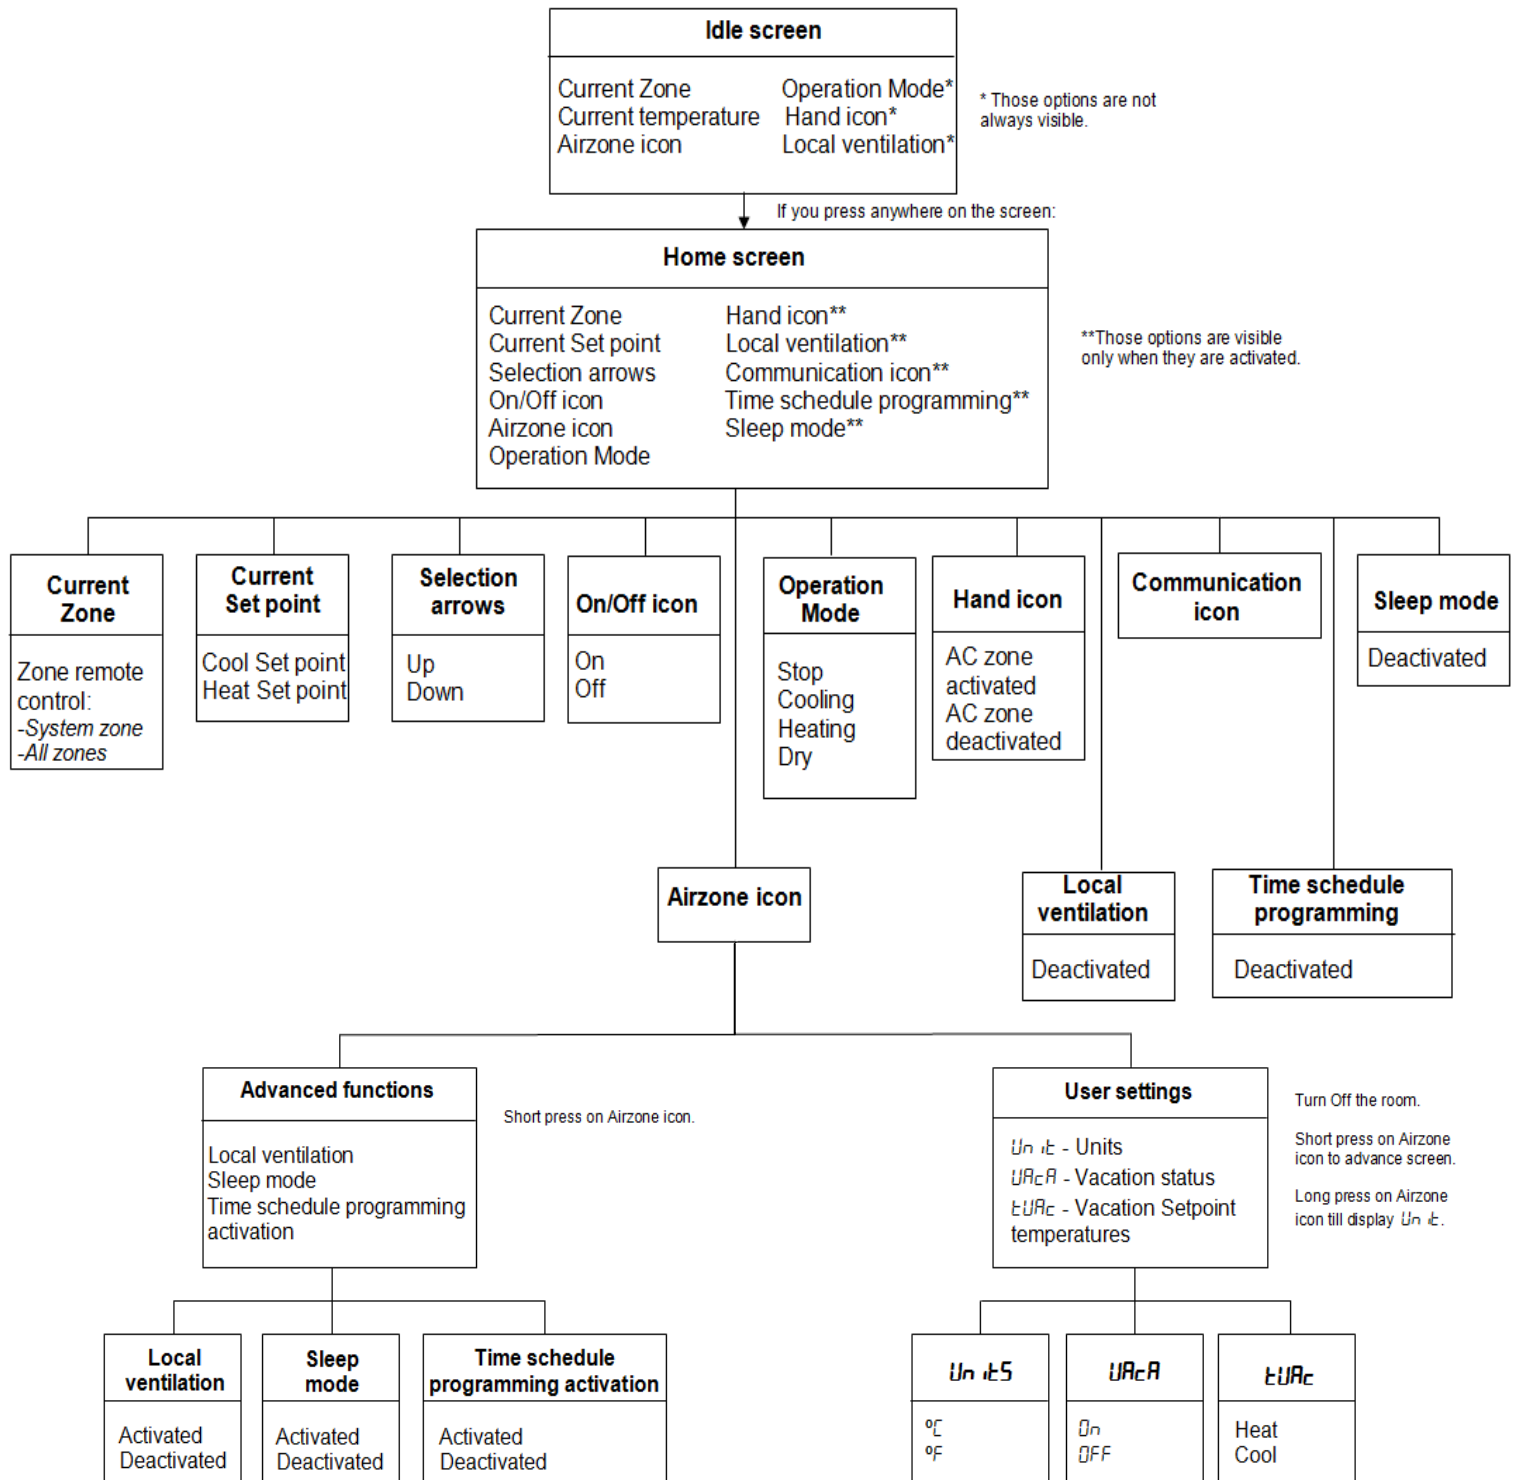 Idle screen
Current Zone
Operation Mode*
Current temperature
Hand icon*
Airzone icon
Local ventilation*
* Those options are not
always visible.
If you press anywhere on the screen:
Home screen
Current Zone
Hand icon**
Current Set point
Local ventilation**
Selection arrows
Communication icon**
On/Off icon
Time schedule programming**
Airzone icon
Sleep mode**
Operation Mode
**Those options are visible
only when they are activated.
Current
Zone
Zone remote
control:
-System zone
-All zones
Current
Set point
Cool Set point
Heat Set point
Selection
arrows
Up
Down
On/Off icon
On
Off
Operation
Mode
Stop
Cooling
Heating
Dry
Hand icon
AC zone
activated
AC zone
deactivated
Communication
icon
Sleep mode
Deactivated
Airzone icon
Local
ventilation
Deactivated
Time schedule
programming
Deactivated
Advanced functions
Local ventilation
Sleep mode
Time schedule programming
activation
Short press on Airzone icon.
User settings
Unit - Units
UAcA - Vacation status
tUAc - Vacation Setpoint
temperatures
Turn Off the room.
Short press on Airzone
icon to advance screen.
Long press on Airzone
icon till display Unit.
Local
ventilation
Activated
Deactivated
Sleep
mode
Activated
Deactivated
Time schedule
programming activation
Activated
Deactivated
UnitS
ºC
ºF
UAcA
On
OFF
tUAc
Heat
Cool